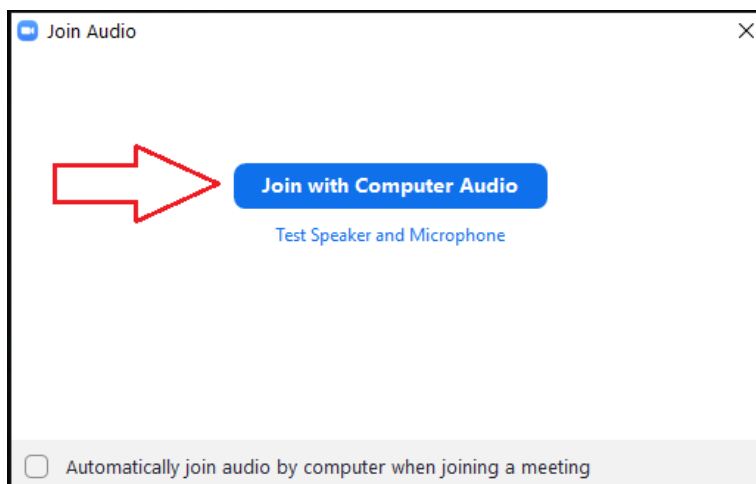 Join Audio
Join with Computer Audio
Test Speaker and Microphone
Automatically join audio by computer when joining a meeting